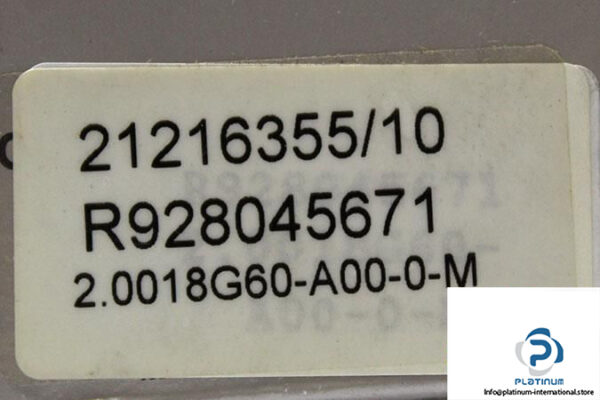 21216355/10
R928045671
2.0018G60-A00-0-M
PLATINUM
Info@platinum-international.store